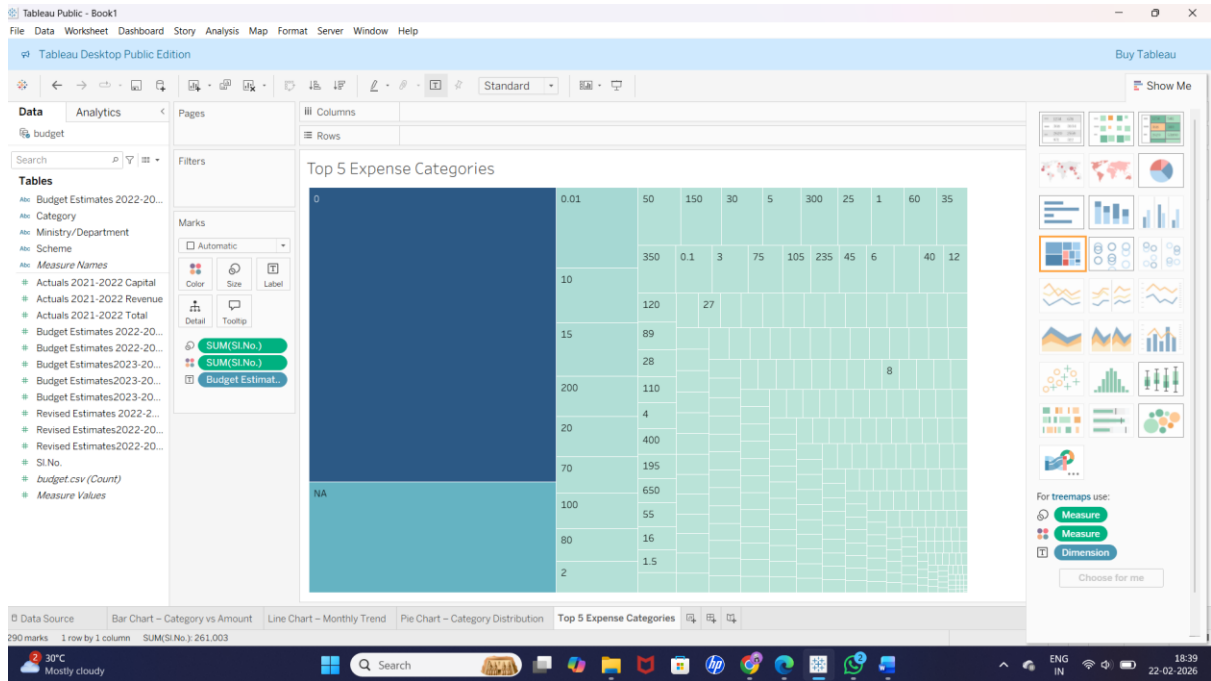 Tableau Public - Book1
File Data Worksheet Dashboard Story Analysis Map Format Server Window Help
Tableau Desktop Public Edition
Buy Tableau
Standard
Show Me
Data
Analytics
budget
Search
Tables
Abc Budget Estimates 2022-20...
Abc Category
Abc Ministry/Department
Abc Scheme
Abc Measure Names
# Actuals 2021-2022 Capital
# Actuals 2021-2022 Revenue
# Actuals 2021-2022 Total
# Budget Estimates 2022-20...
# Budget Estimates 2022-20...
# Budget Estimates2023-20...
# Budget Estimates2023-20...
# Budget Estimates2023-20...
# Revised Estimates 2022-2...
# Revised Estimates2022-20...
# Revised Estimates2022-20...
# Sl.No.
# budget.csv (Count)
# Measure Values
Pages
Filters
Marks
Automatic
Color Size Label
Detail Tooltip
SUM(Sl.No.)
SUM(Sl.No.)
Budget Estimat..
Columns
Rows
Top 5 Expense Categories
0
NA
0.01
10
15
200
20
70
100
80
2
50 150 30 5 300 25 1 60 35
350 0.1 3 75 105 235 45 6 40 12
120 27
89
28
8
110
4
400
195
650
55
16
1.5
For treemaps use:
Measure
Measure
Dimension
Choose for me
Data Source
Bar Chart – Category vs Amount
Line Chart – Monthly Trend
Pie Chart – Category Distribution
Top 5 Expense Categories
290 marks 1 row by 1 column SUM(Sl.No.): 261,003
2
30°C
Mostly cloudy
Search
hp
2
ENG
IN
18:39
22-02-2026